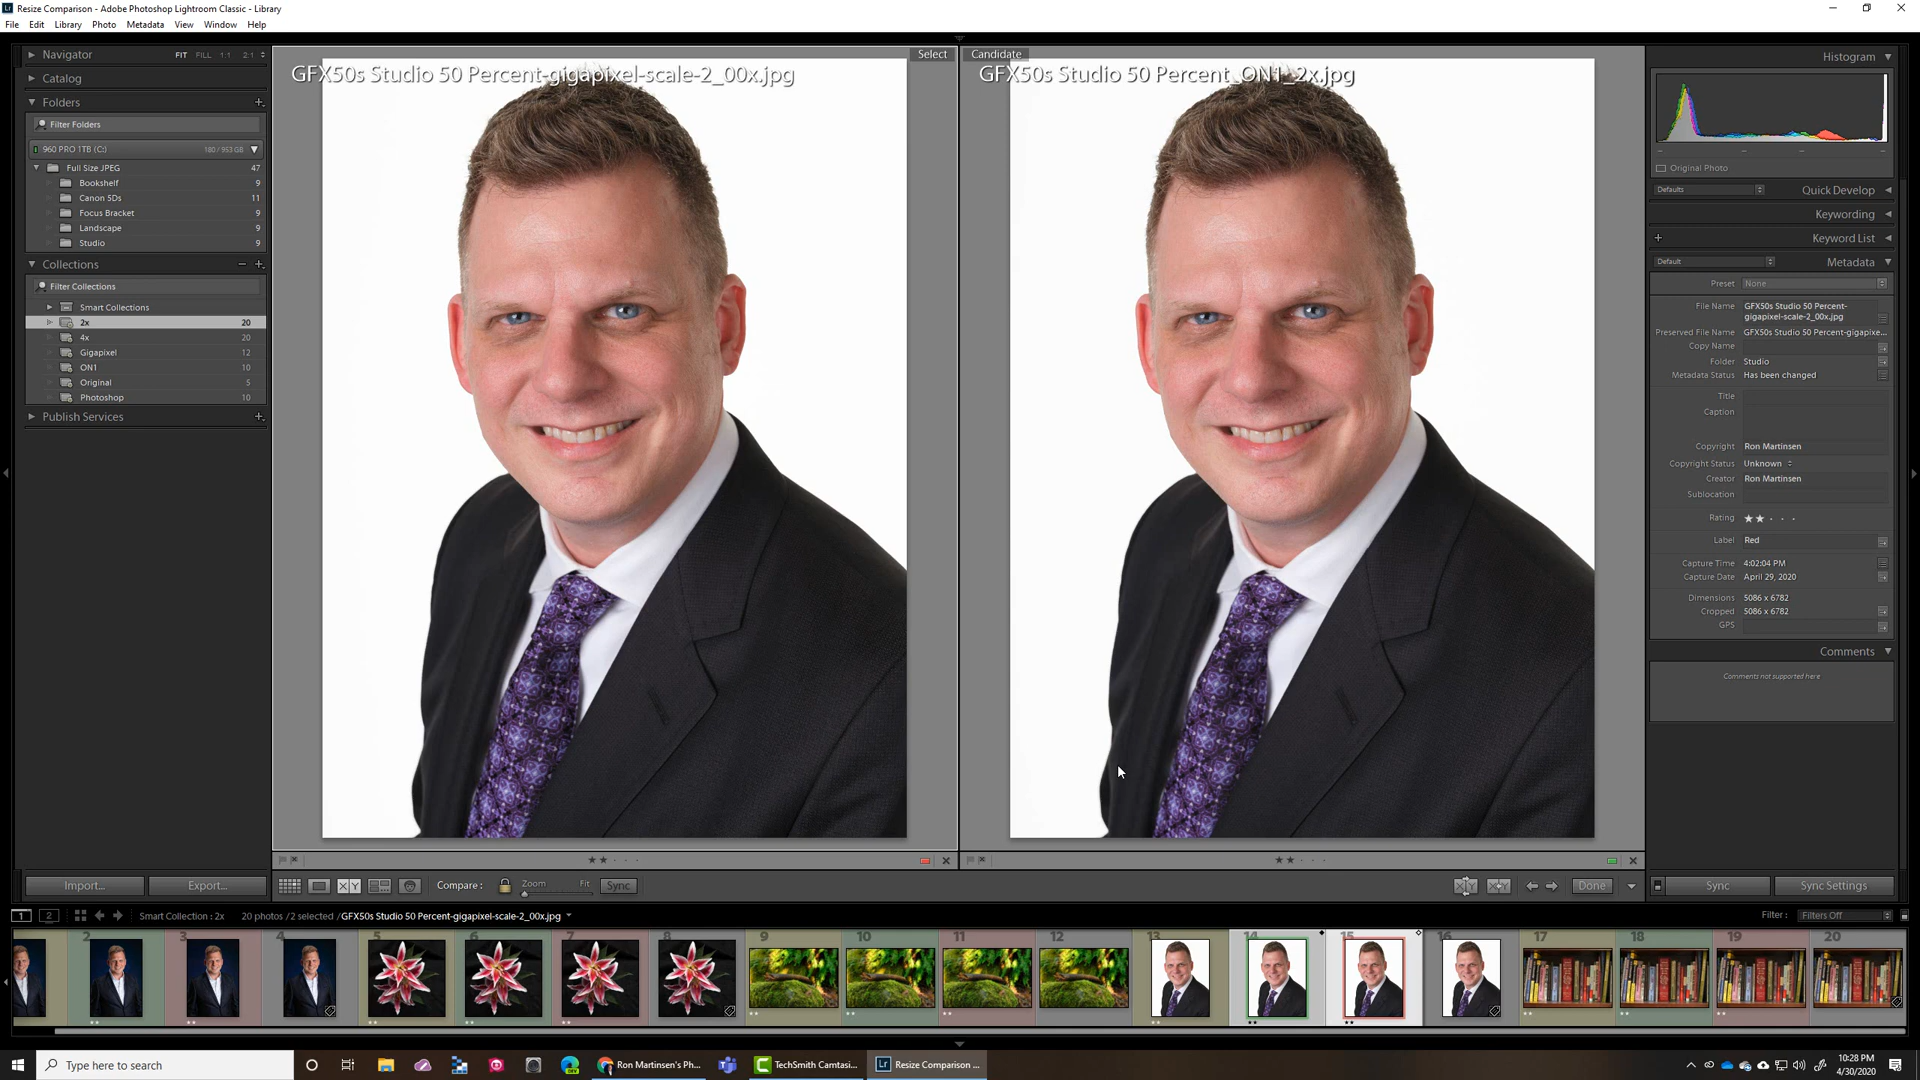 Resize Comparison - Adobe Photoshop Lightroom Classic - Library
File Edit Library Photo Metadata View Window Help
Navigator FIT FILL 1:1 2:1
Catalog
Folders
Filter Folders
960 PRO 1TB (C:) 180 / 953 GB
Full Size JPEG 47
Bookshelf 9
Canon 5Ds 11
Focus Bracket 9
Landscape 9
Studio 9
Collections
Filter Collections
Smart Collections
2x 20
4x 20
Gigapixel 12
ON1 10
Original 5
Photoshop 10
Publish Services
Import... Export...
Select
GFX50s Studio 50 Percent-gigapixel-scale-2_00x.jpg
Candidate
GFX50s Studio 50 Percent_ON1_2x.jpg
Histogram
Original Photo
Defaults Quick Develop
Keywording
Keyword List
Default Metadata
Preset None
File Name GFX50s Studio 50 Percent-
gigapixel-scale-2_00x.jpg
Preserved File Name GFX50s Studio 50 Percent-gigapixe...
Copy Name
Folder Studio
Metadata Status Has been changed
Title
Caption
Copyright Ron Martinsen
Copyright Status Unknown
Creator Ron Martinsen
Sublocation
Rating
Label Red
Capture Time 4:02:04 PM
Capture Date April 29, 2020
Dimensions 5086 x 6782
Cropped 5086 x 6782
GPS
Comments
Comments not supported here
XY Compare : Zoom Fit Sync
Done
Sync Sync Settings
1 2 Smart Collection : 2x 20 photos / 2 selected / GFX50s Studio 50 Percent-gigapixel-scale-2_00x.jpg
Filter : Filters Off
2 3 4 5 6 7 8 9 10 11 12 13 14 15 16 17 18 19 20
Type here to search
Ron Martinsen's Ph...
TechSmith Camtasi...
Lr Resize Comparison ...
10:28 PM
4/30/2020